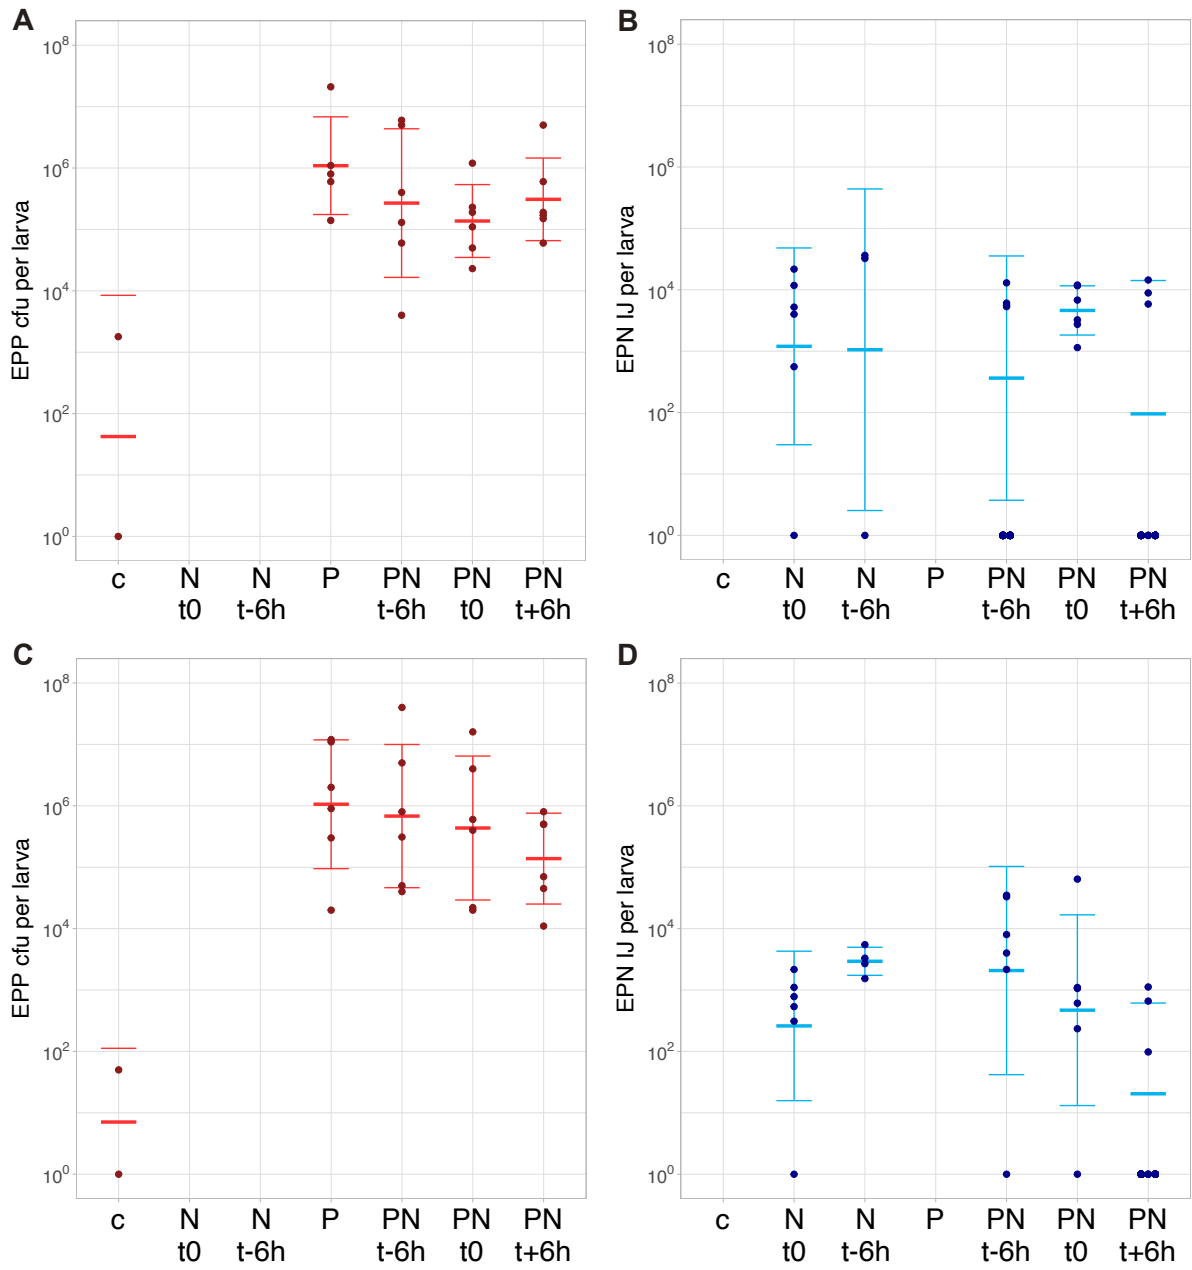 A
EPP cfu per larva
10^8
10^6
10^4
10^2
10^0
c N N P PN PN PN
t0 t-6h t-6h t0 t+6h
B
EPN IJ per larva
10^8
10^6
10^4
10^2
10^0
c N N P PN PN PN
t0 t-6h t-6h t0 t+6h
C
EPP cfu per larva
10^8
10^6
10^4
10^2
10^0
c N N P PN PN PN
t0 t-6h t-6h t0 t+6h
D
EPN IJ per larva
10^8
10^6
10^4
10^2
10^0
c N N P PN PN PN
t0 t-6h t-6h t0 t+6h